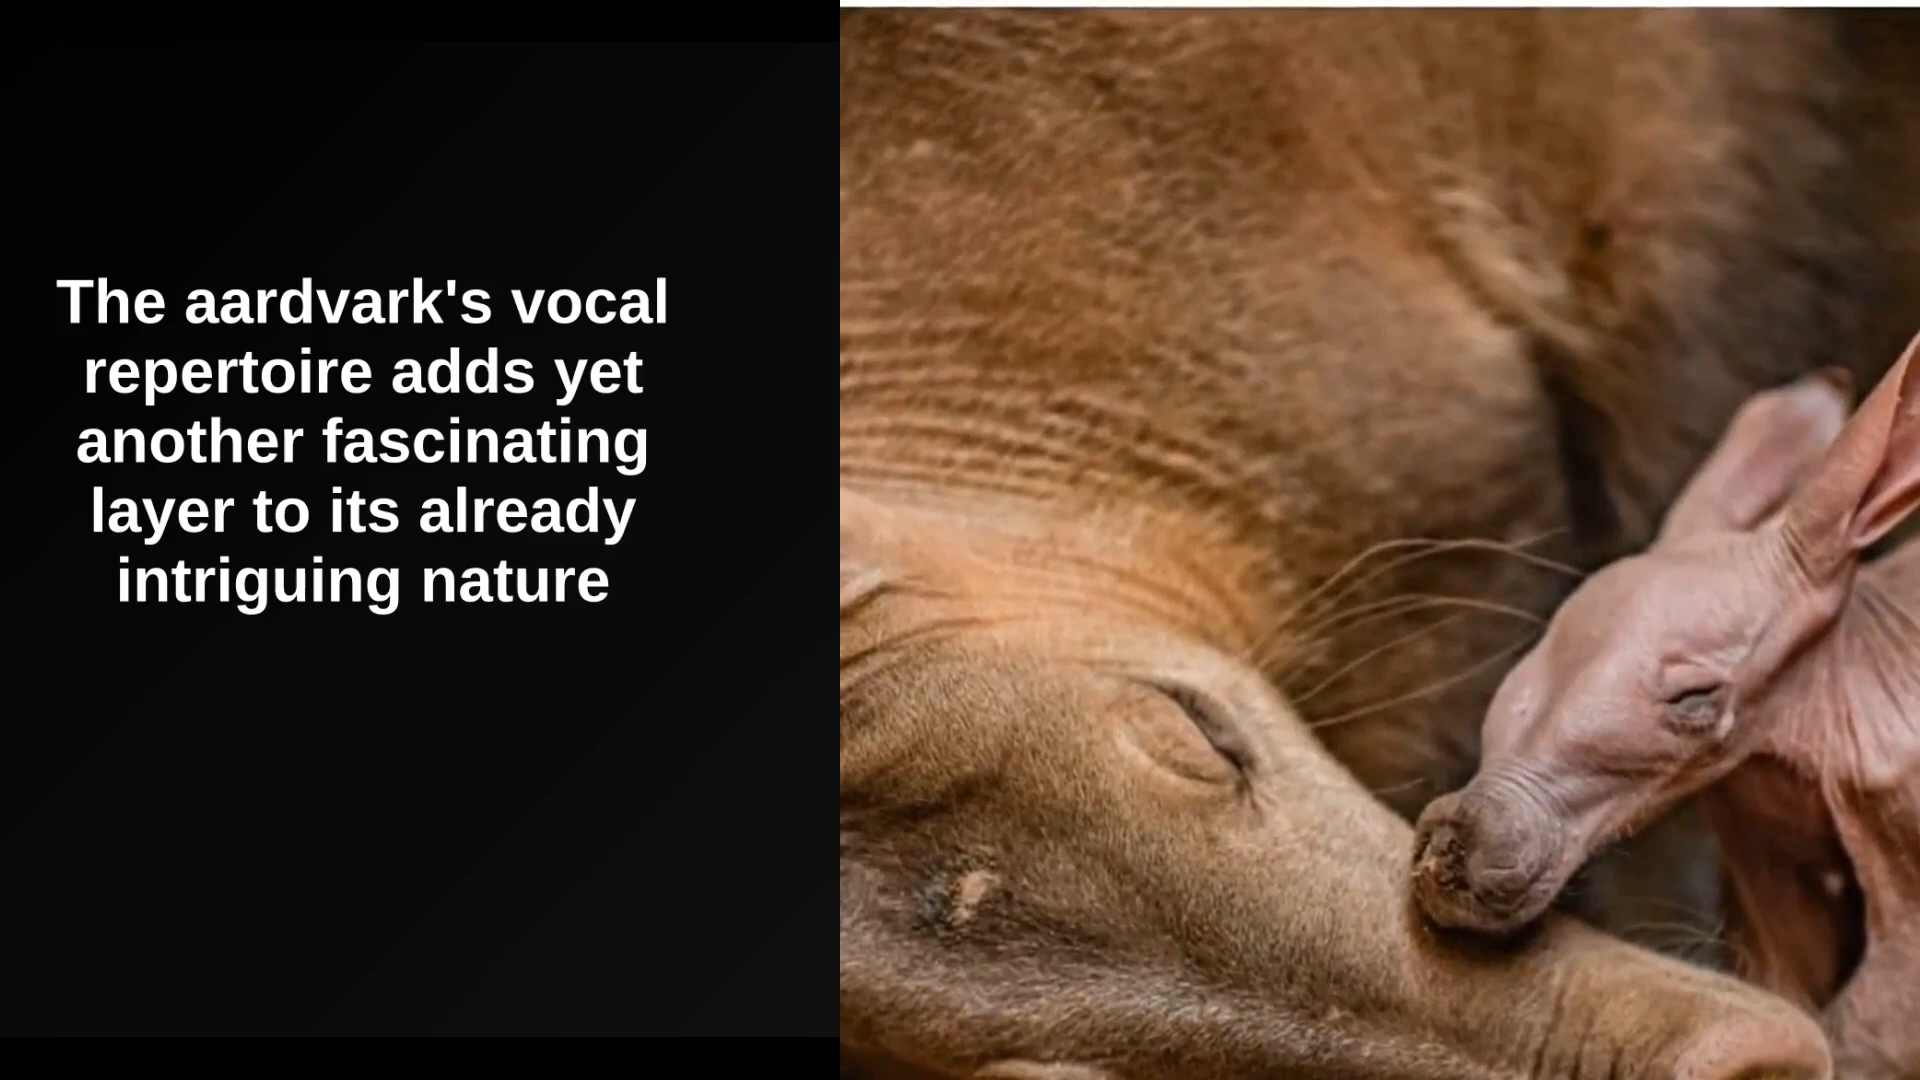 The aardvark's vocal
repertoire adds yet
another fascinating
layer to its already
intriguing nature